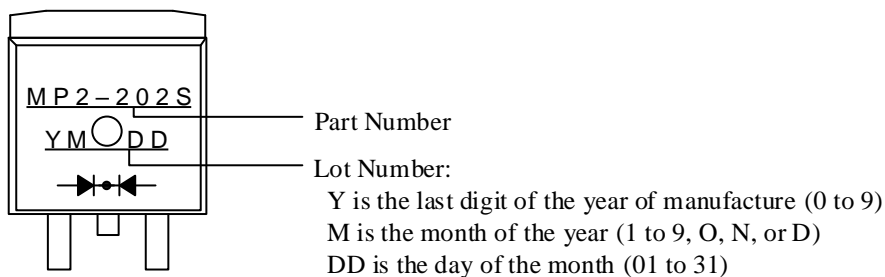 MP2–202S
YM DD
Part Number
Lot Number:
Y is the last digit of the year of manufacture (0 to 9)
M is the month of the year (1 to 9, O, N, or D)
DD is the day of the month (01 to 31)